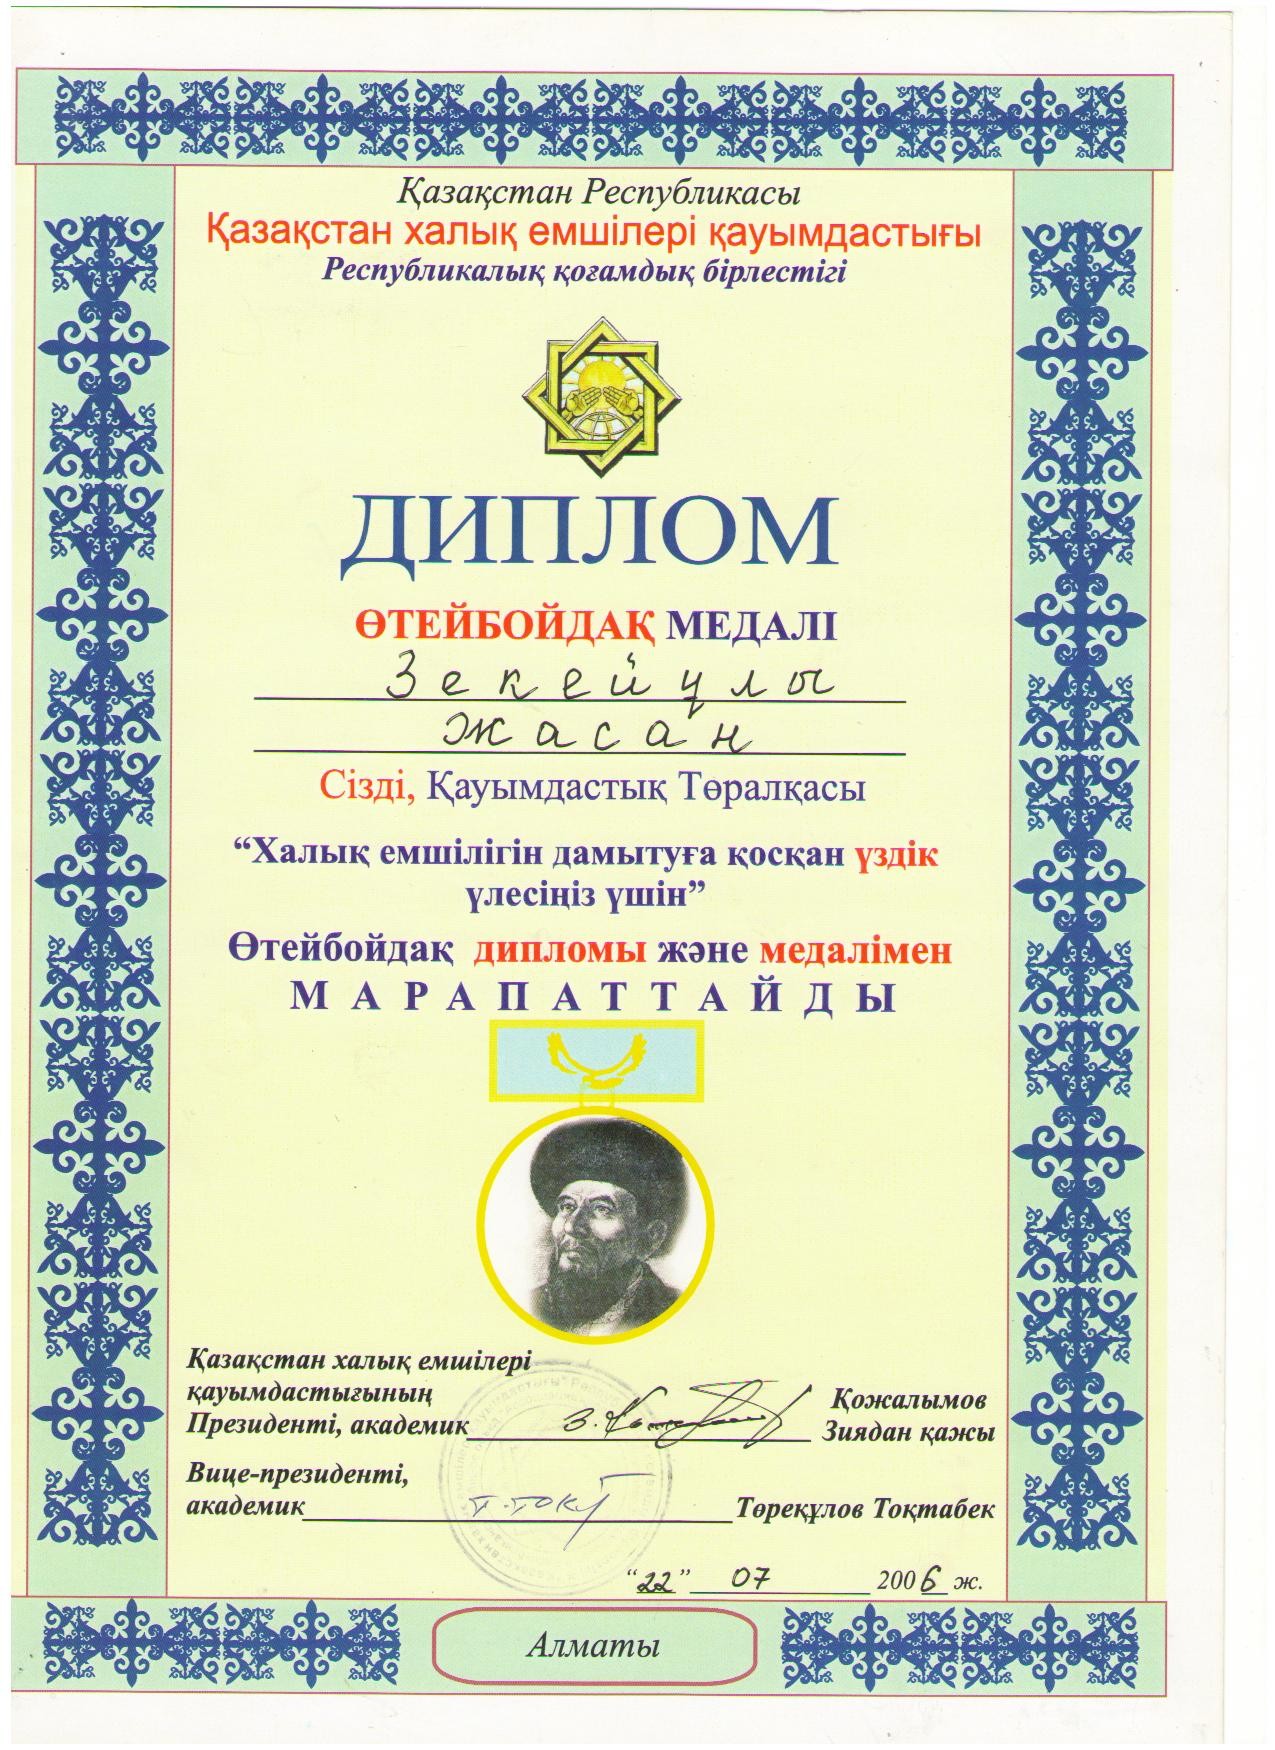 Қазақстан Республикасы
Қазақстан халық емшілері қауымдастығы
Республикалық қоғамдық бірлестігі
ДИПЛОМ
ӨТЕЙБОЙДАҚ МЕДАЛІ
Зекейұлы
Жасан
Сізді, Қауымдастық Төралқасы
“Халық емшілігін дамытуға қосқан үздік
үлесіңіз үшін”
Өтейбойдақ дипломы және медалімен
МАРАПАТТАЙДЫ
Қазақстан халық емшілері
қауымдастығының
Президенті, академик
Қожалымов
Зиядан қажы
Вице-президенті,
академик Төреқұлов Тоқтабек
“22” 07 2006 ж.
Алматы